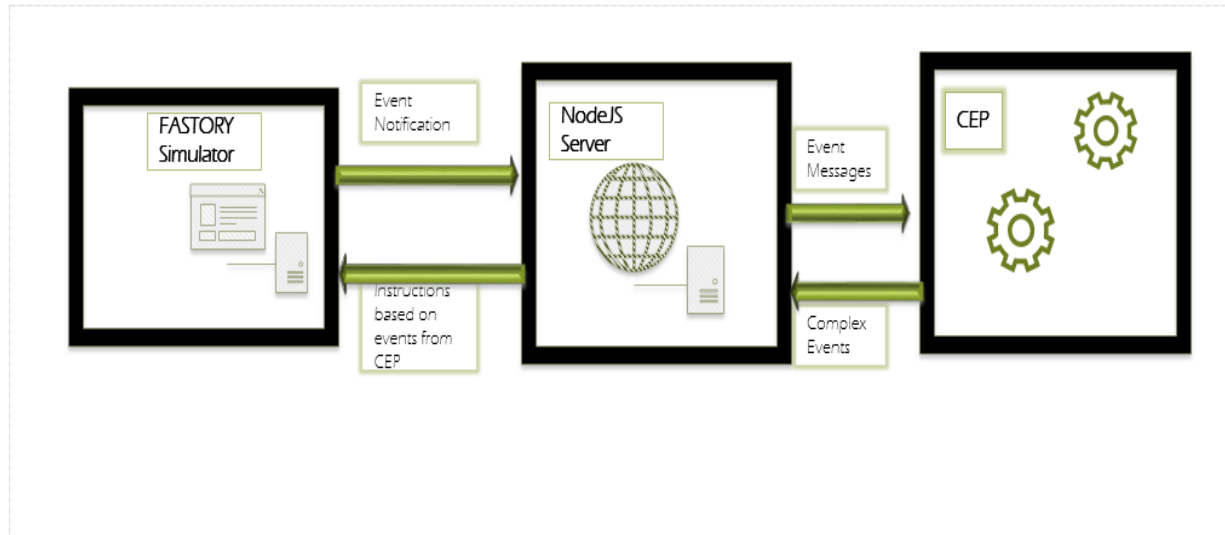 FASTORY
Simulator
Event
Notification
Instructions
based on
events from
CEP
NodeJS
Server
Event
Messages
Complex
Events
CEP